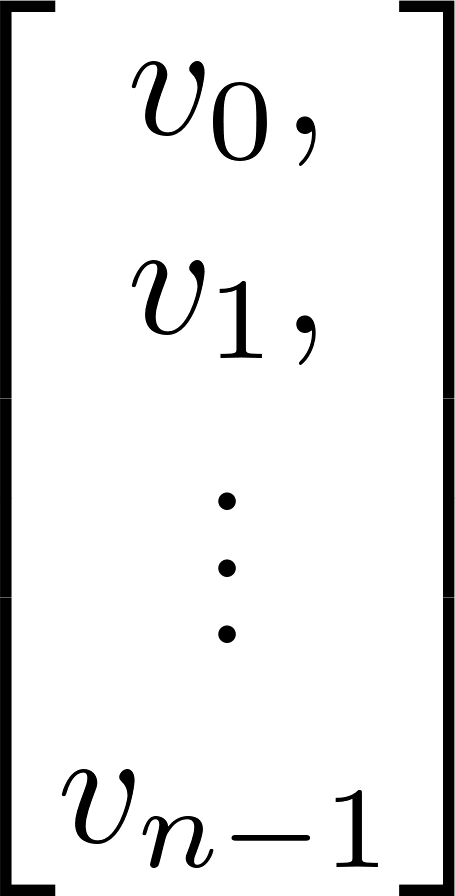 v₀,
v₁,
⋮
vₙ₋₁